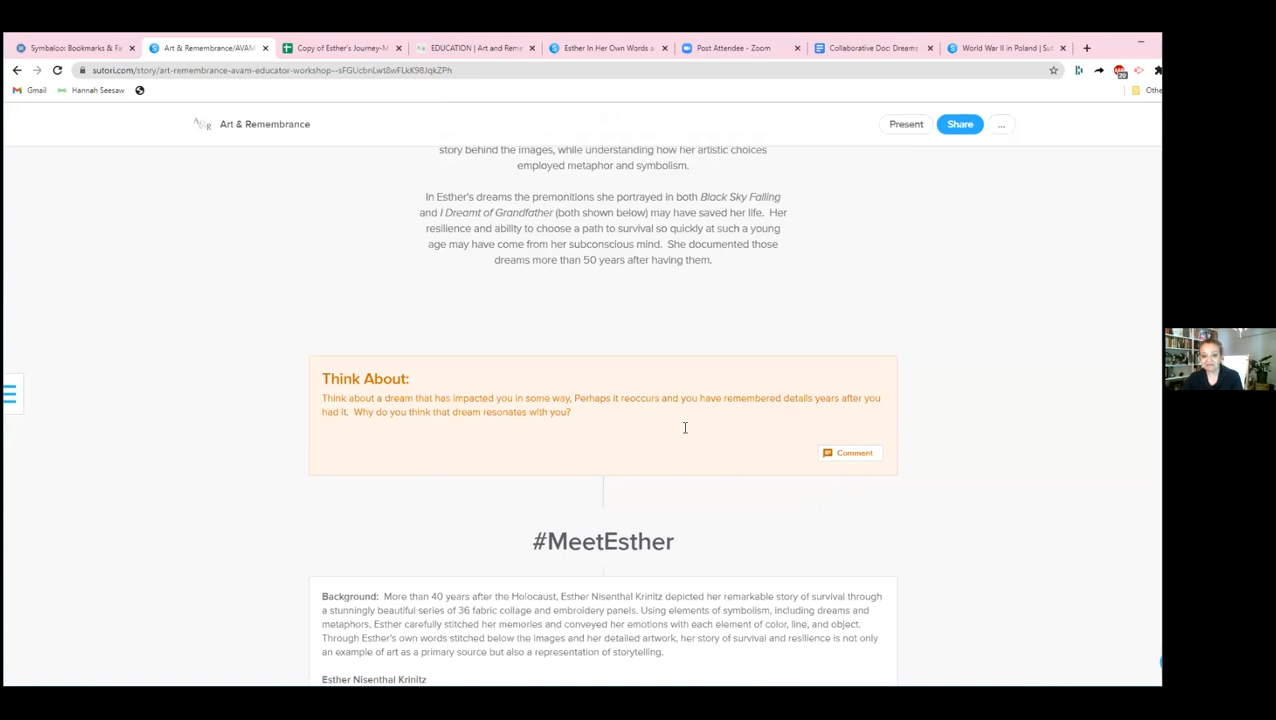 Symbaloo: Bookmarks & Fa
Art & Remembrance/AVAM
Copy of Esther's Journey-M
EDUCATION | Art and Reme
Esther In Her Own Words a
Post Attendee - Zoom
Collaborative Doc: Dreams
World War II in Poland | Sut
sutori.com/story/art-remembrance-avam-educator-workshop--sFGUcbnLwt8wFLkK98JqkZPh
20
Gmail
Hannah Seesaw
Othe
Art & Remembrance
Present
Share
...
story behind the images, while understanding how her artistic choices
employed metaphor and symbolism.
In Esther's dreams the premonitions she portrayed in both Black Sky Falling
and I Dreamt of Grandfather (both shown below) may have saved her life. Her
resilience and ability to choose a path to survival so quickly at such a young
age may have come from her subconscious mind. She documented those
dreams more than 50 years after having them.
Think About:
Think about a dream that has impacted you in some way, Perhaps it reoccurs and you have remembered details years after you
had it. Why do you think that dream resonates with you?
Comment
#MeetEsther
Background: More than 40 years after the Holocaust, Esther Nisenthal Krinitz depicted her remarkable story of survival through
a stunningly beautiful series of 36 fabric collage and embroidery panels. Using elements of symbolism, including dreams and
metaphors, Esther carefully stitched her memories and conveyed her emotions with each element of color, line, and object.
Through Esther's own words stitched below the images and her detailed artwork, her story of survival and resilience is not only
an example of art as a primary source but also a representation of storytelling.
Esther Nisenthal Krinitz